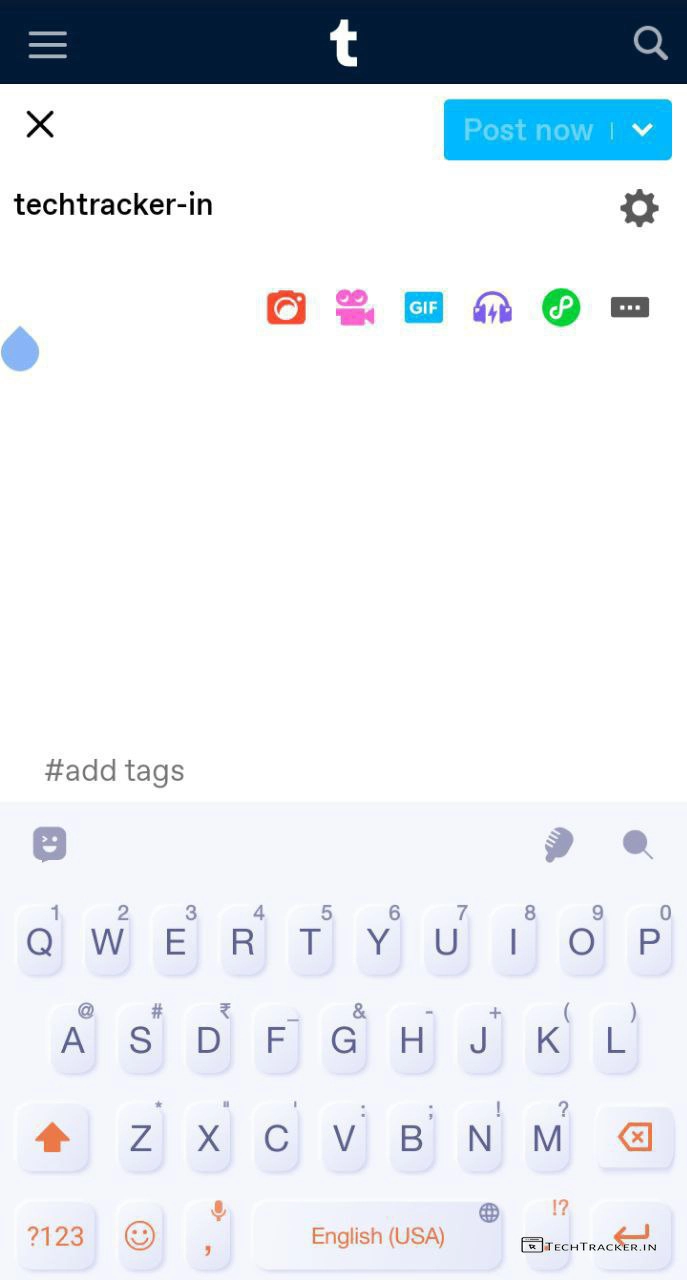 t
Post now
techtracker-in
GIF
#add tags
1 2 3 4 5 6 7 8 9 0
Q W E R T Y U I O P
@ # ₹ _ & - + ( )
A S D F G H J K L
* " ' : ; ! ?
Z X C V B N M
!?
?123 , English (USA)
TECHTRACKER.IN